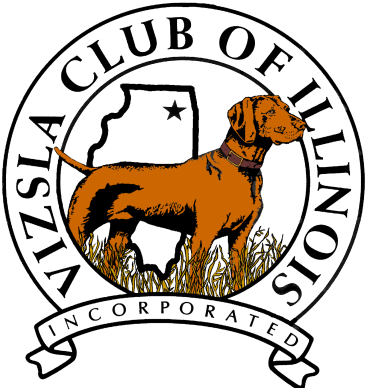 VIZSLA CLUB OF ILLINOIS
INCORPORATED